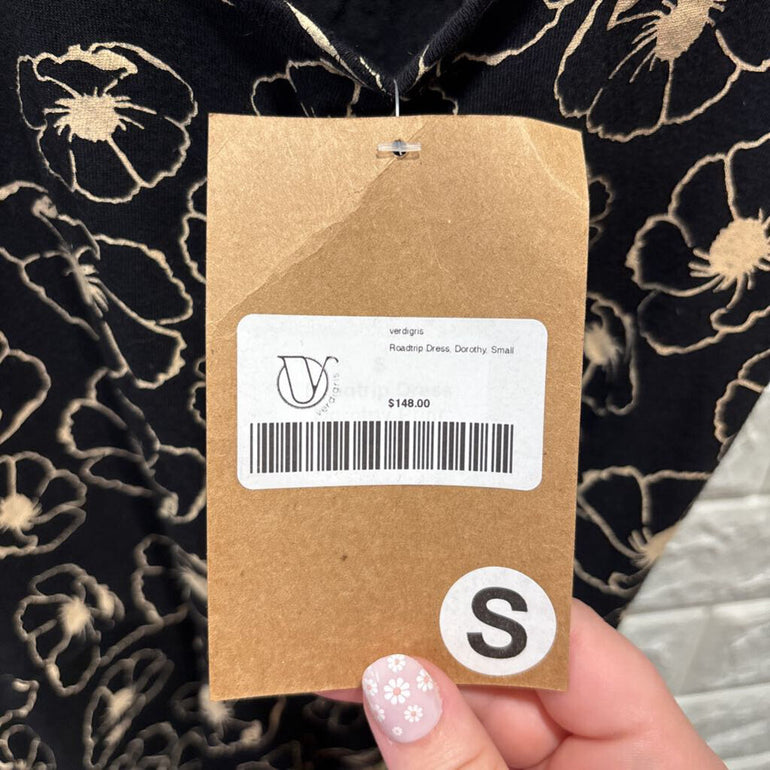 verdigris
Roadtrip Dress, Dorothy, Small
verdigris
$148.00
S